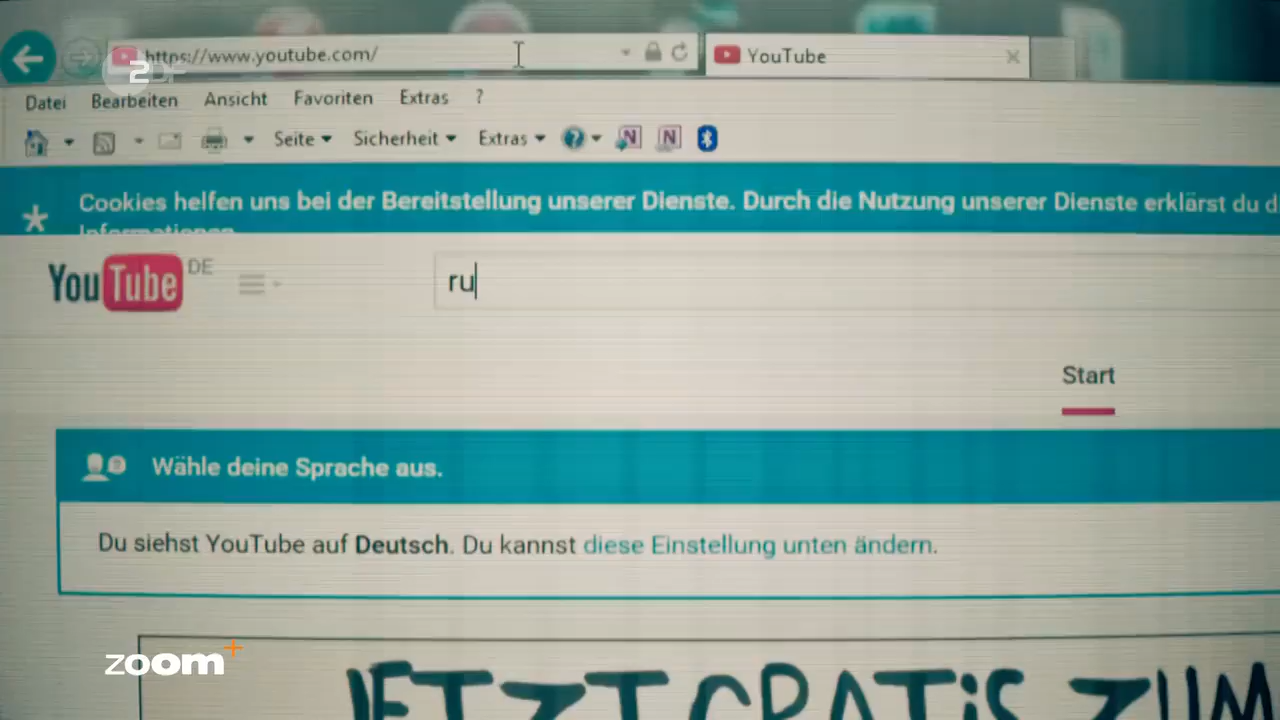 https://www.youtube.com/
YouTube
ZDF
Datei Bearbeiten Ansicht Favoriten Extras ?
Seite Sicherheit Extras
Cookies helfen uns bei der Bereitstellung unserer Dienste. Durch die Nutzung unserer Dienste erklärst du d
Informationen
YouTube DE
ru
Start
Wähle deine Sprache aus.
Du siehst YouTube auf Deutsch. Du kannst diese Einstellung unten ändern.
JETZT GRATIS ZUM
zoom+